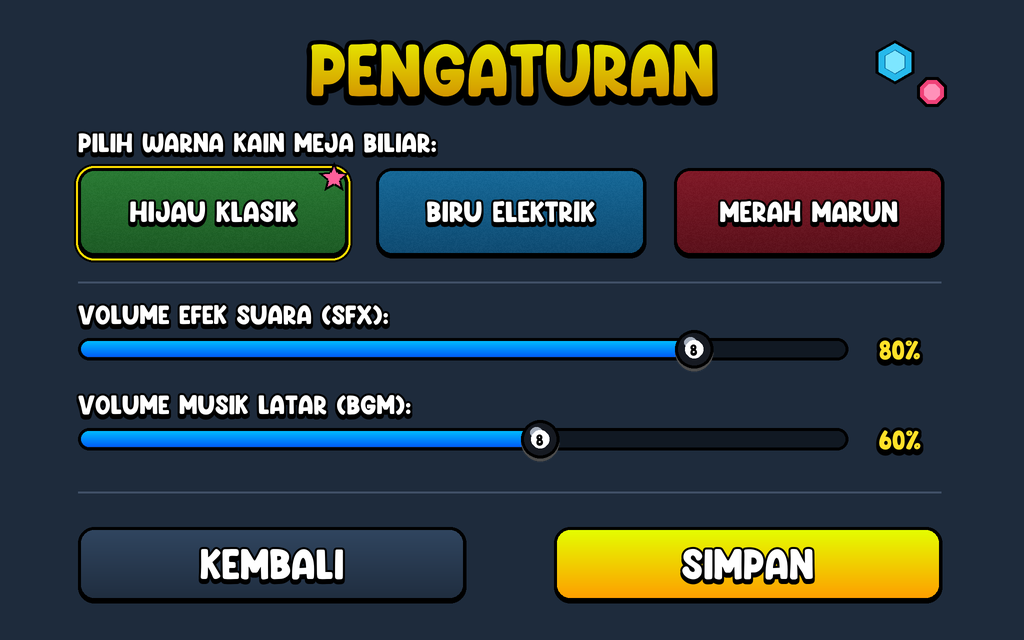 PENGATURAN
PILIH WARNA KAIN MEJA BILIAR:
HIJAU KLASIK
BIRU ELEKTRIK
MERAH MARUN
VOLUME EFEK SUARA (SFX):
8
80%
VOLUME MUSIK LATAR (BGM):
8
60%
KEMBALI
SIMPAN